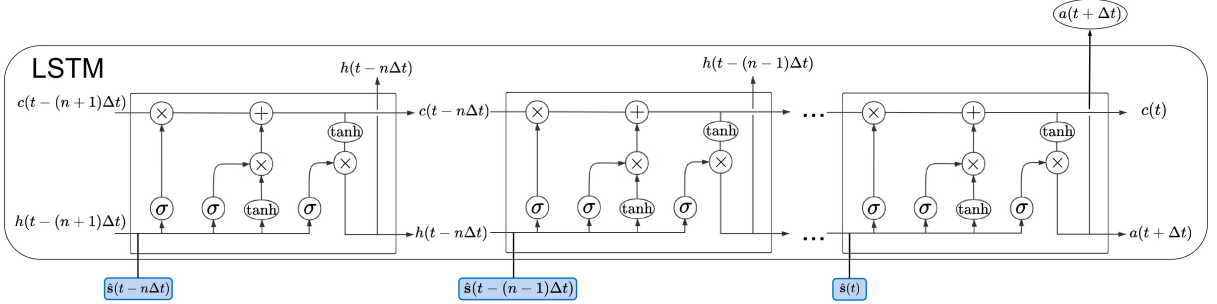 a(t + Δt)
LSTM
h(t − nΔt)
h(t − (n − 1)Δt)
c(t − (n + 1)Δt)
× +
c(t − nΔt)
× +
...
× +
c(t)
tanh
tanh
tanh
× ×
× ×
× ×
σ σ tanh σ
σ σ tanh σ
σ σ tanh σ
h(t − (n + 1)Δt)
h(t − nΔt)
...
a(t + Δt)
ŝ(t − nΔt)
ŝ(t − (n − 1)Δt)
ŝ(t)